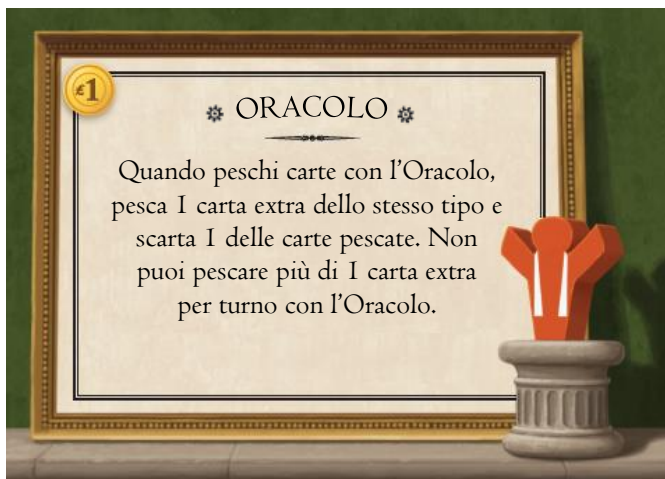 €1
ORACOLO
Quando peschi carte con l'Oracolo,
pesca 1 carta extra dello stesso tipo e
scarta 1 delle carte pescate. Non
puoi pescare più di 1 carta extra
per turno con l'Oracolo.